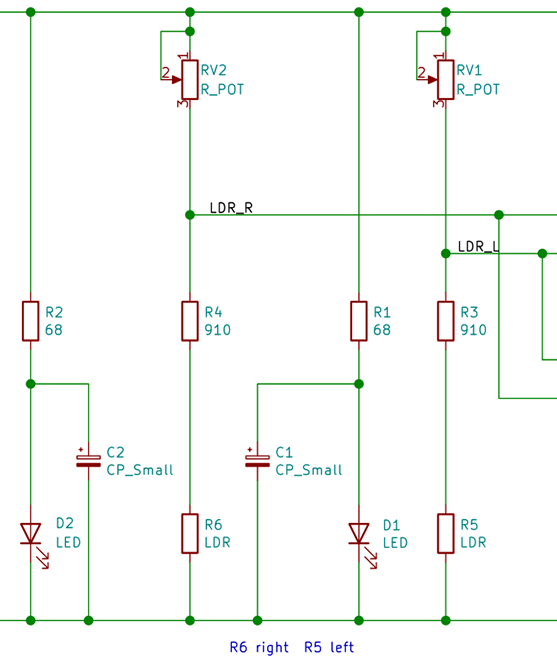 1
2
RV2
R_POT
3
1
2
RV1
R_POT
3
LDR_R
LDR_L
R2
68
R4
910
R1
68
R3
910
+
C2
CP_Small
+
C1
CP_Small
D2
LED
R6
LDR
D1
LED
R5
LDR
R6 right R5 left